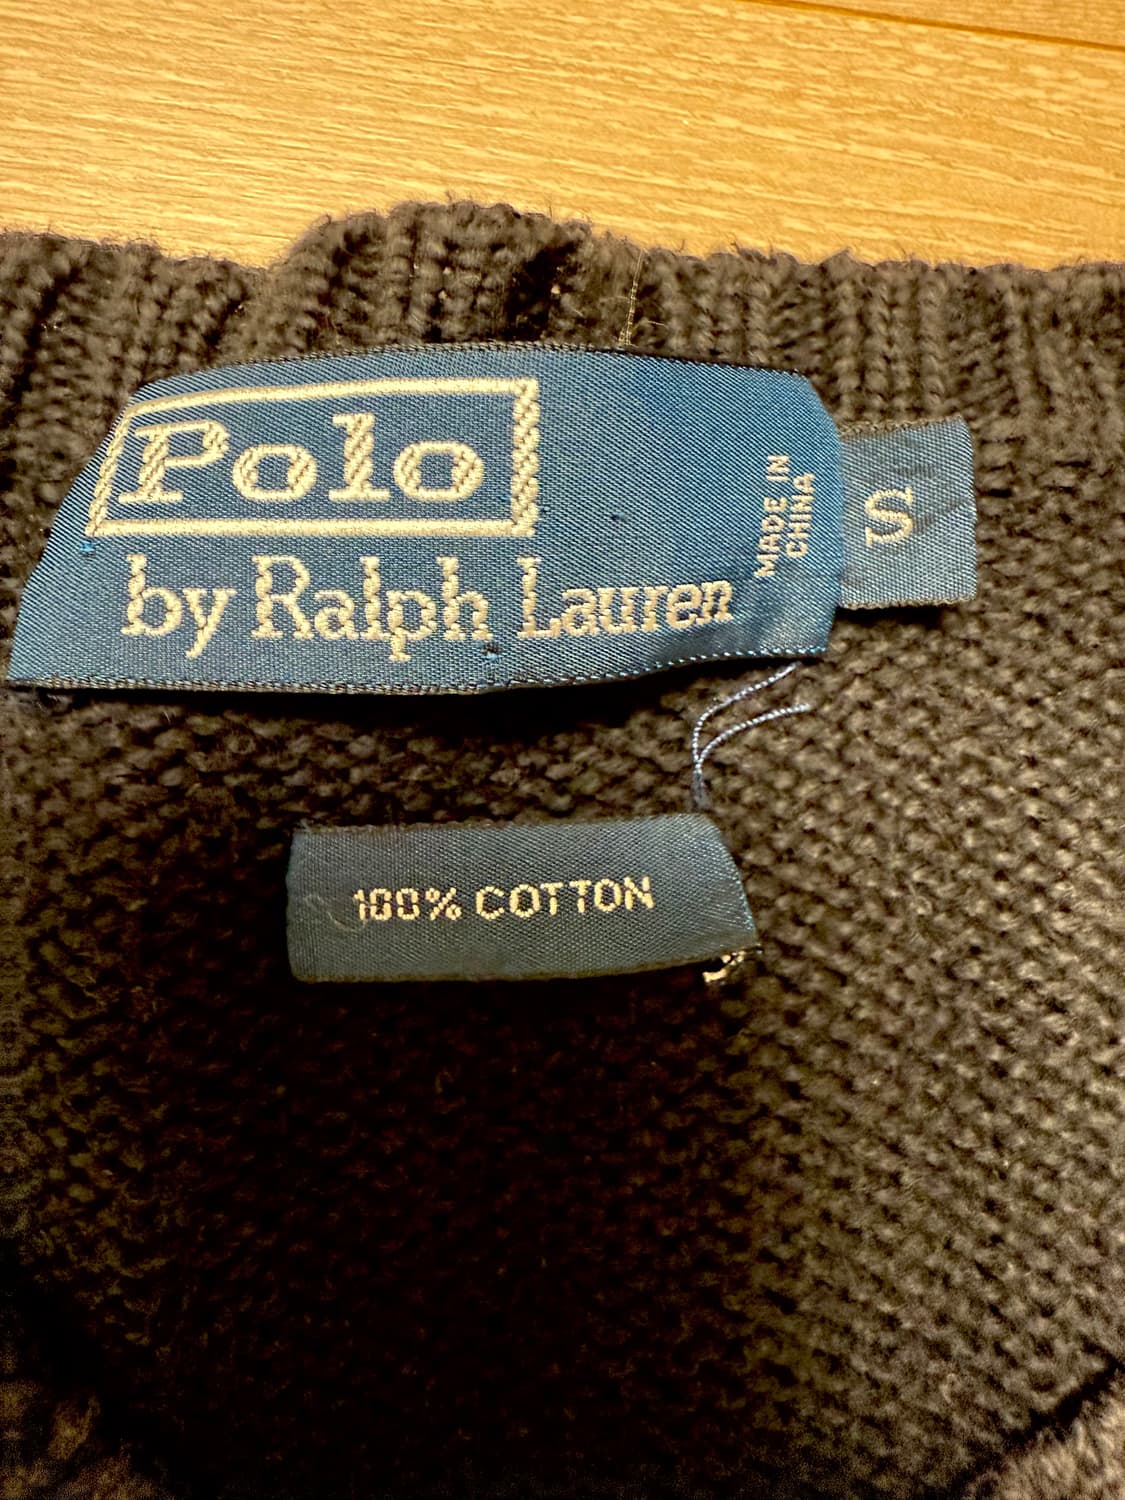 Polo
by Ralph Lauren
MADE IN
CHINA
S
100% COTTON